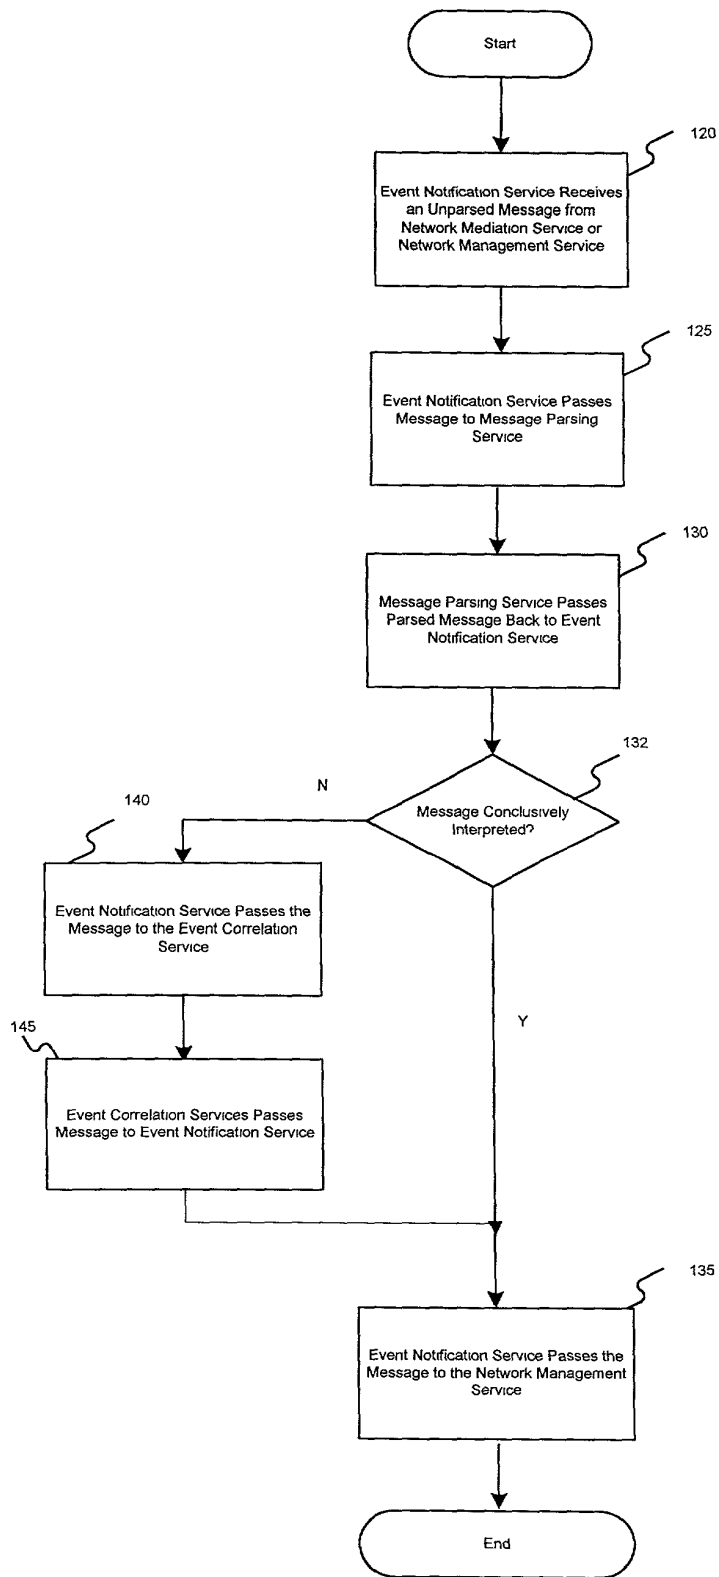 Start
120
Event Notification Service Receives
an Unparsed Message from
Network Mediation Service or
Network Management Service
125
Event Notification Service Passes
Message to Message Parsing
Service
130
Message Parsing Service Passes
Parsed Message Back to Event
Notification Service
132
Message Conclusively
Interpreted?
N
140
Event Notification Service Passes the
Message to the Event Correlation
Service
Y
145
Event Correlation Services Passes
Message to Event Notification Service
135
Event Notification Service Passes the
Message to the Network Management
Service
End